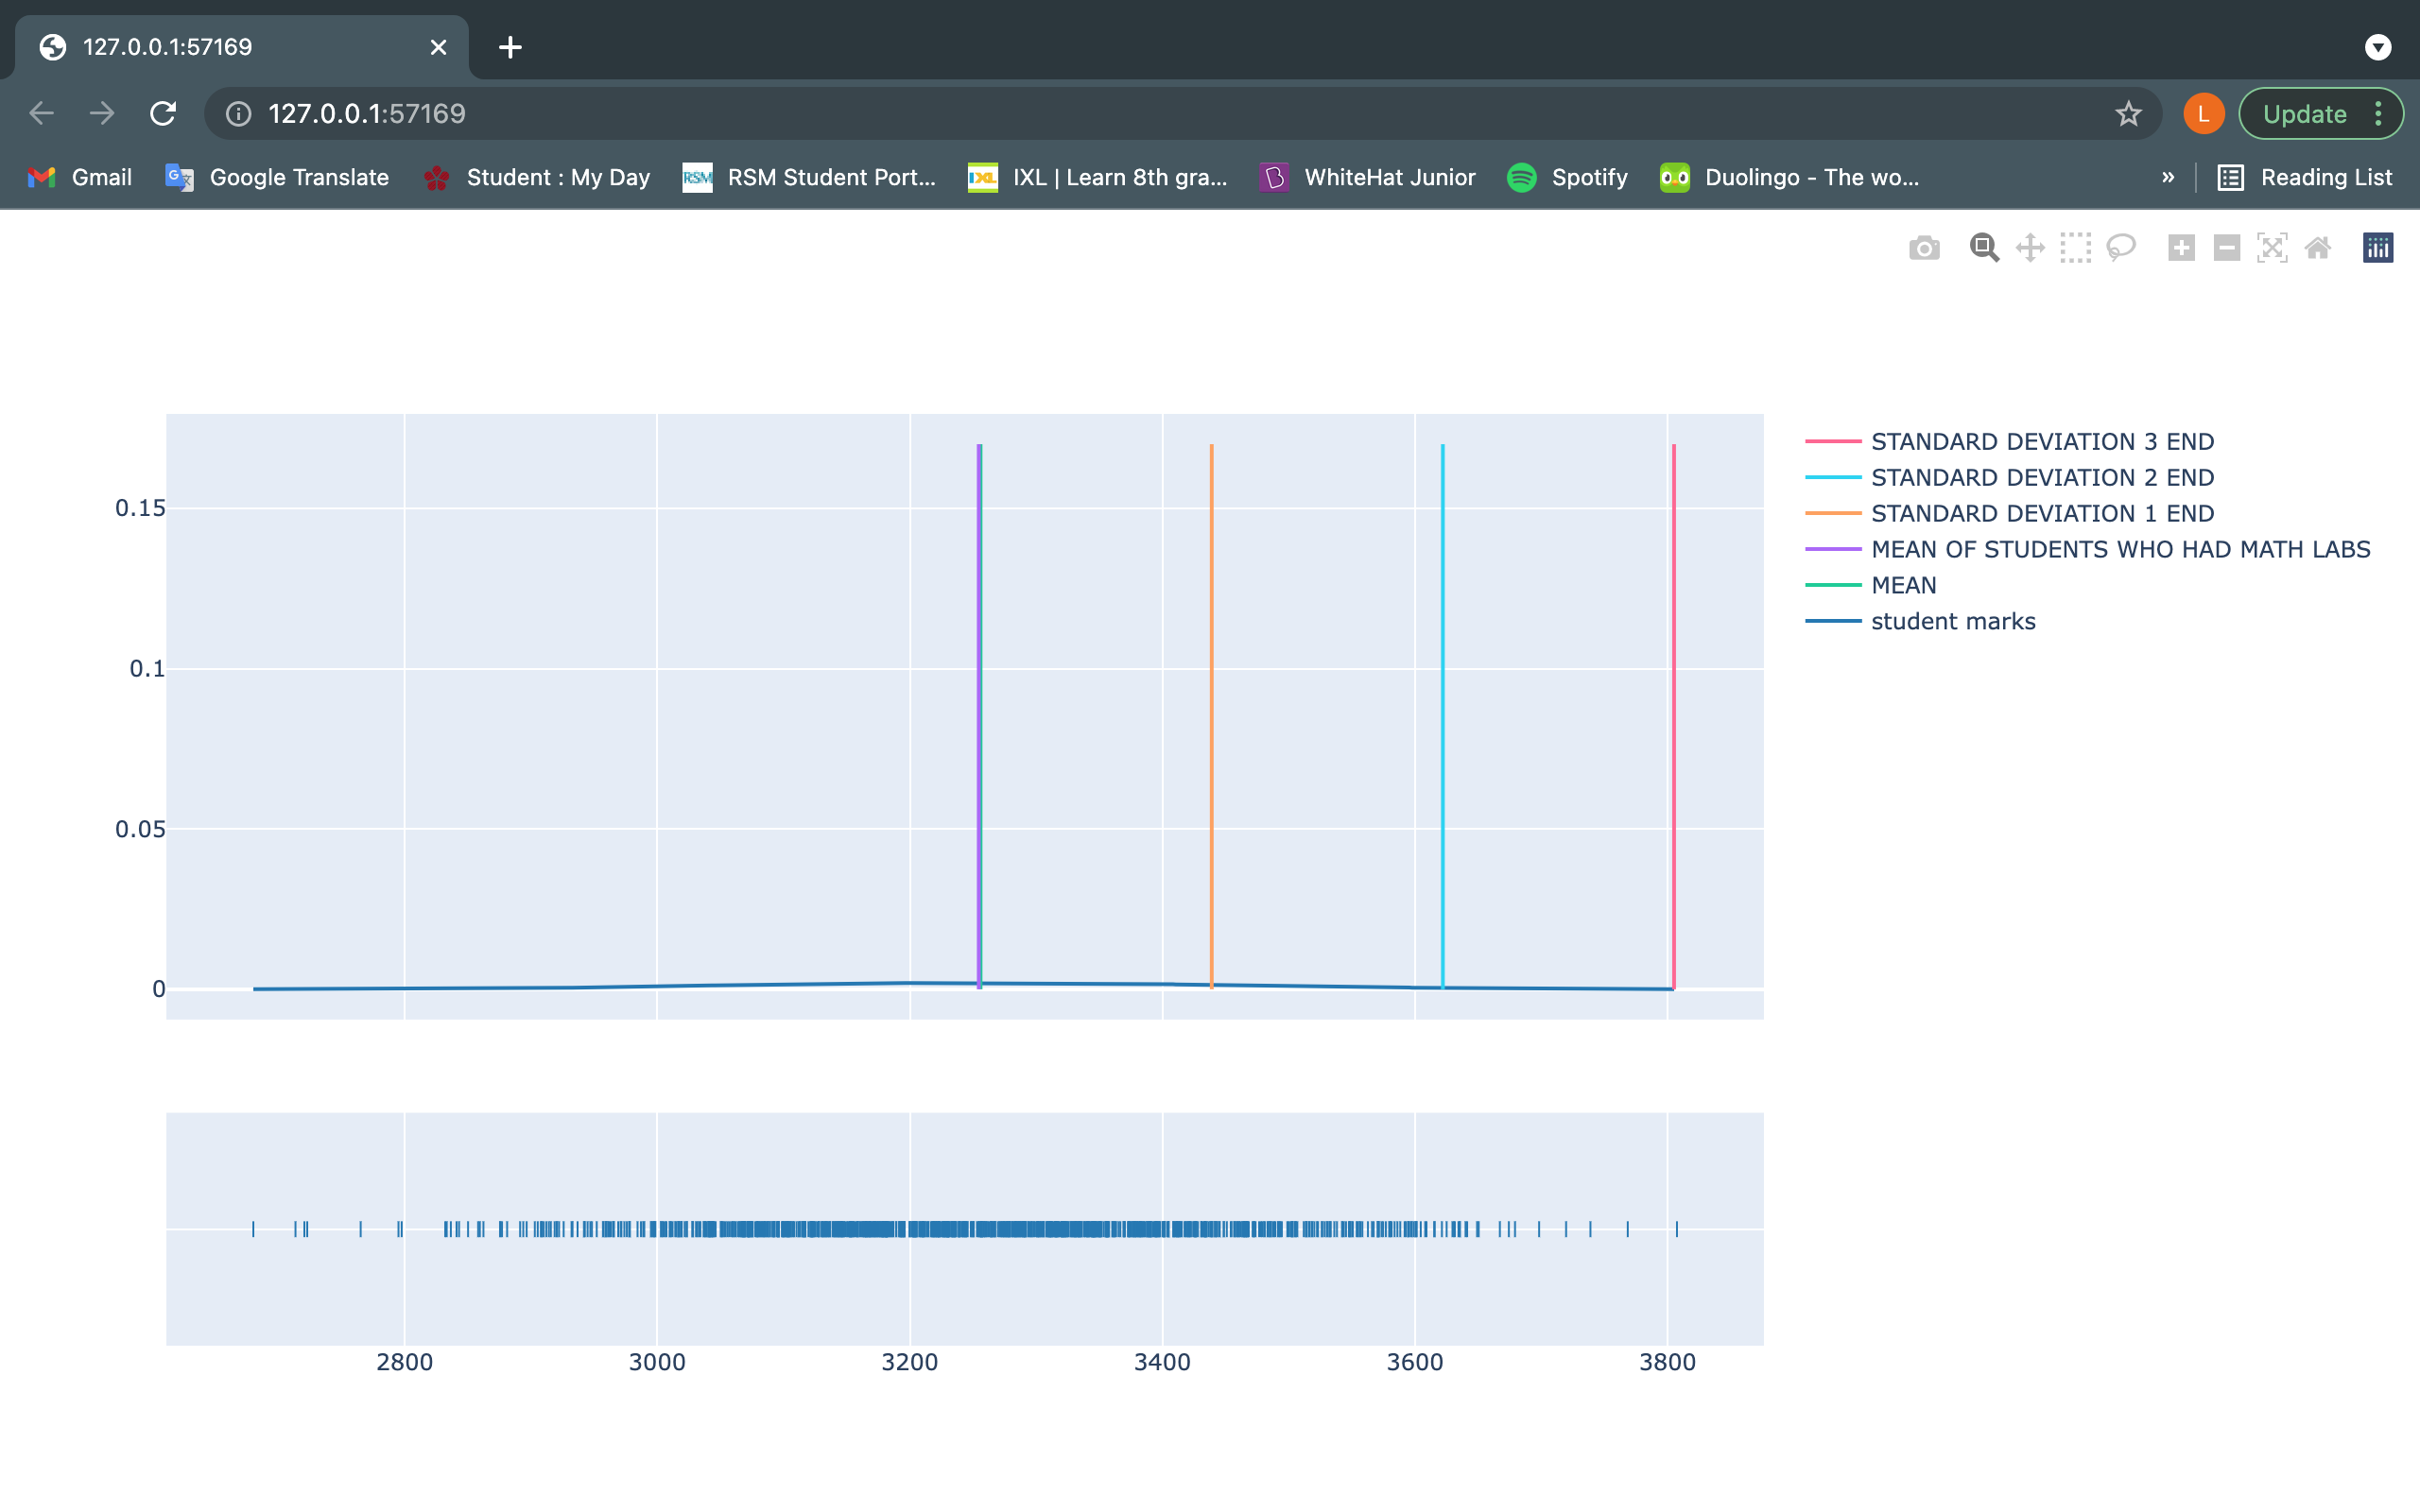 127.0.0.1:57169
127.0.0.1:57169
L
Update
Gmail
Google Translate
Student : My Day
RSM
RSM Student Port...
IXL
IXL | Learn 8th gra...
WhiteHat Junior
Spotify
Duolingo - The wo...
»
Reading List
STANDARD DEVIATION 3 END
STANDARD DEVIATION 2 END
STANDARD DEVIATION 1 END
MEAN OF STUDENTS WHO HAD MATH LABS
MEAN
student marks
0.15
0.1
0.05
0
2800 3000 3200 3400 3600 3800